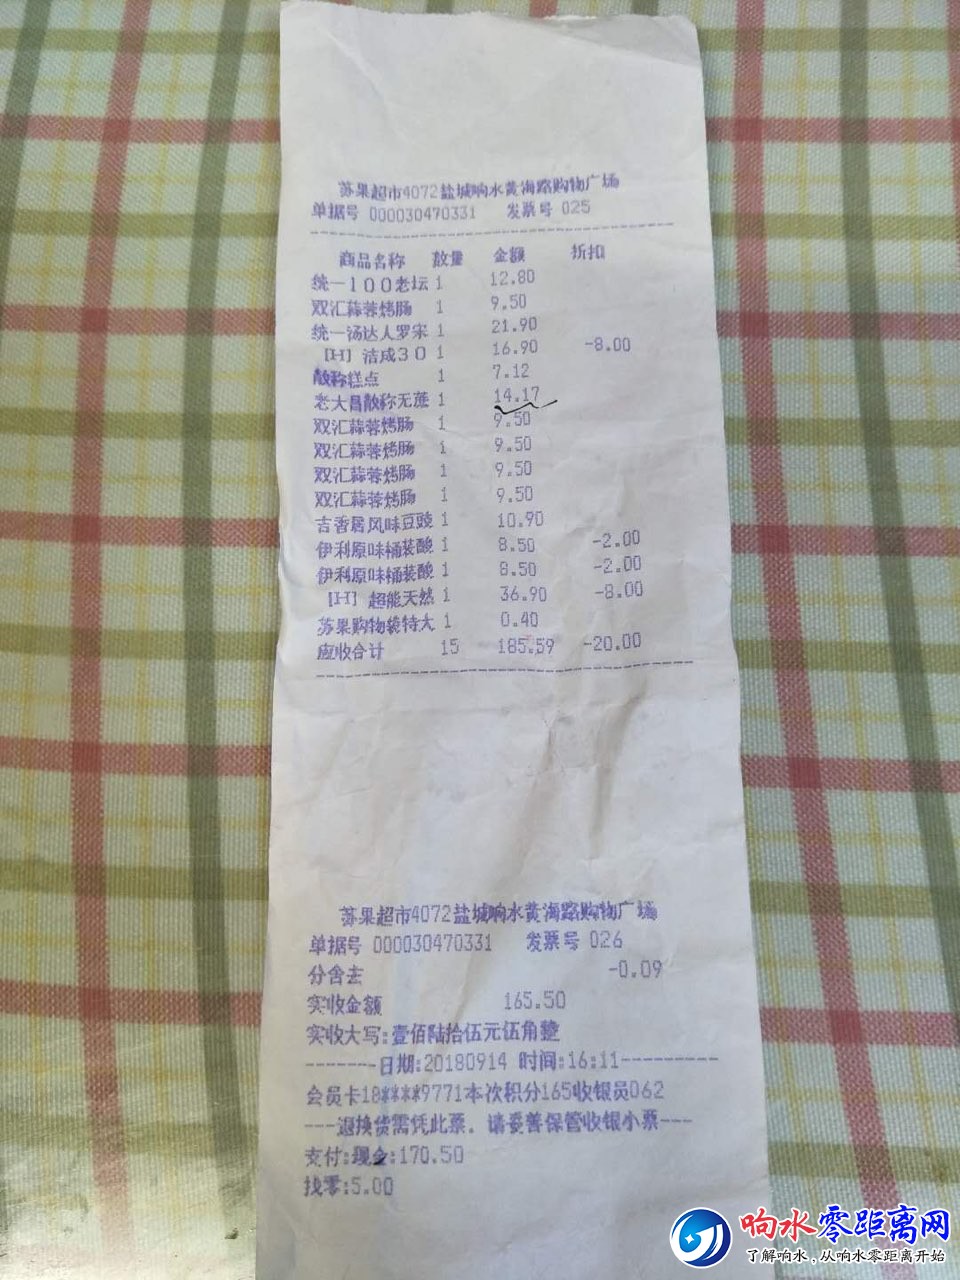 苏果超市4072盐城响水黄海路购物广场
单据号 000030470331 发票号 025
商品名称 数量 金额 折扣
统一100老坛 1 12.80
双汇蒜蓉烤肠 1 9.50
统一汤达人罗宋 1 21.90
[H] 洁成30 1 16.90 -8.00
散称糕点 1 7.12
老大昌散称无蔗 1 14.17
双汇蒜蓉烤肠 1 9.50
双汇蒜蓉烤肠 1 9.50
双汇蒜蓉烤肠 1 9.50
双汇蒜蓉烤肠 1 9.50
吉香居风味豆豉 1 10.90
伊利原味桶装酸 1 8.50 -2.00
伊利原味桶装酸 1 8.50 -2.00
[H] 超能天然 1 36.90 -8.00
苏果购物袋特大 1 0.40
应收合计 15 185.59 -20.00
苏果超市4072盐城响水黄海路购物广场
单据号 000030470331 发票号 026
分舍去 -0.09
实收金额 165.50
实收大写:壹佰陆拾伍元伍角整
-------日期:20180914 时间:16:11----------
会员卡18****9771本次积分165收银员062
---退换货需凭此票，请妥善保管收银小票---
支付:现金:170.50
找零:5.00
响水零距离网
了解响水，从响水零距离开始